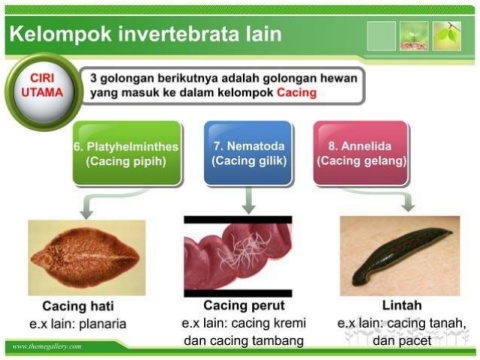 Kelompok invertebrata lain
CIRI
UTAMA
3 golongan berikutnya adalah golongan hewan
yang masuk ke dalam kelompok Cacing
6. Platyhelminthes
(Cacing pipih)
7. Nematoda
(Cacing gilik)
8. Annelida
(Cacing gelang)
Cacing hati
e.x lain: planaria
Cacing perut
e.x lain: cacing kremi
dan cacing tambang
Lintah
e.x lain: cacing tanah,
dan pacet
www.themegallery.com